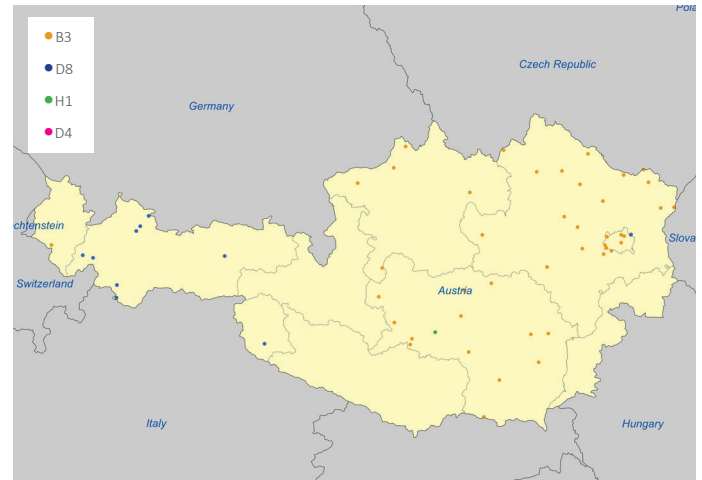 B3
D8
H1
D4
Pola
Czech Republic
Germany
chtenstein
Slova
Switzerland
Austria
Italy
Hungary